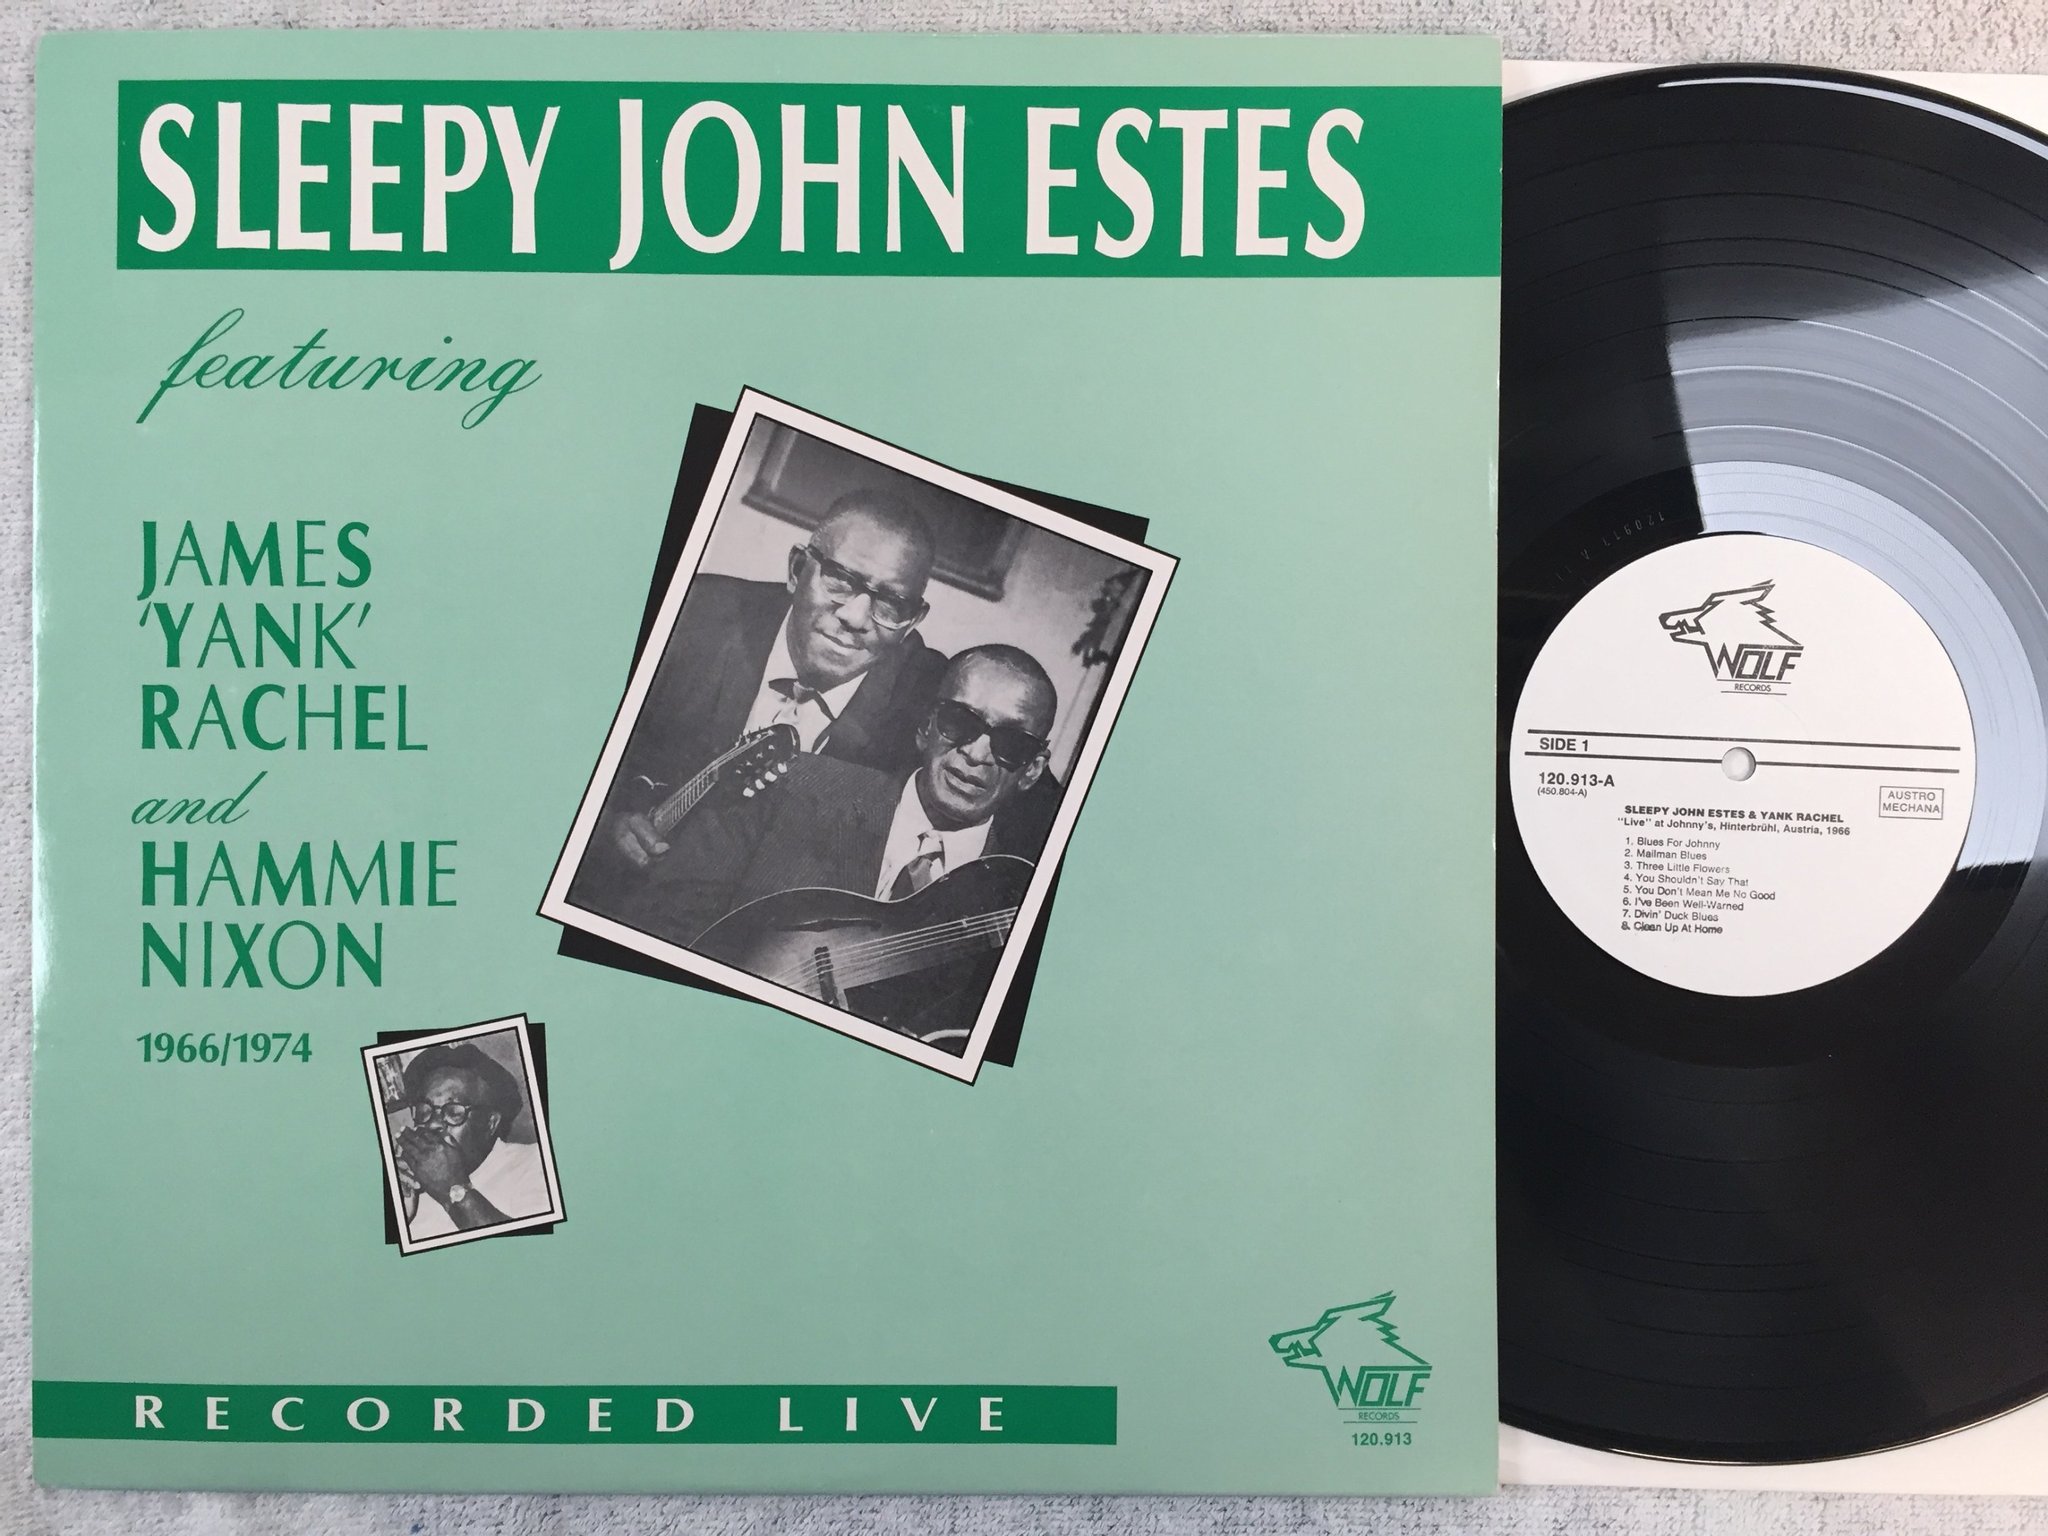 SLEEPY JOHN ESTES
featuring
JAMES
'YANK'
RACHEL
and
HAMMIE
NIXON
1966/1974
RECORDED LIVE
WOLF
RECORDS
120.913
120917 A
WOLF
RECORDS
SIDE 1
120.913-A
(450.804-A)
AUSTRO
MECHANA
SLEEPY JOHN ESTES & YANK RACHEL
"Live" at Johnny's, Hinterbrühl, Austria, 1966
1. Blues For Johnny
2. Mailman Blues
3. Three Little Flowers
4. You Shouldn't Say That
5. You Don't Mean Me No Good
6. I've Been Well-Warned
7. Divin' Duck Blues
8. Clean Up At Home